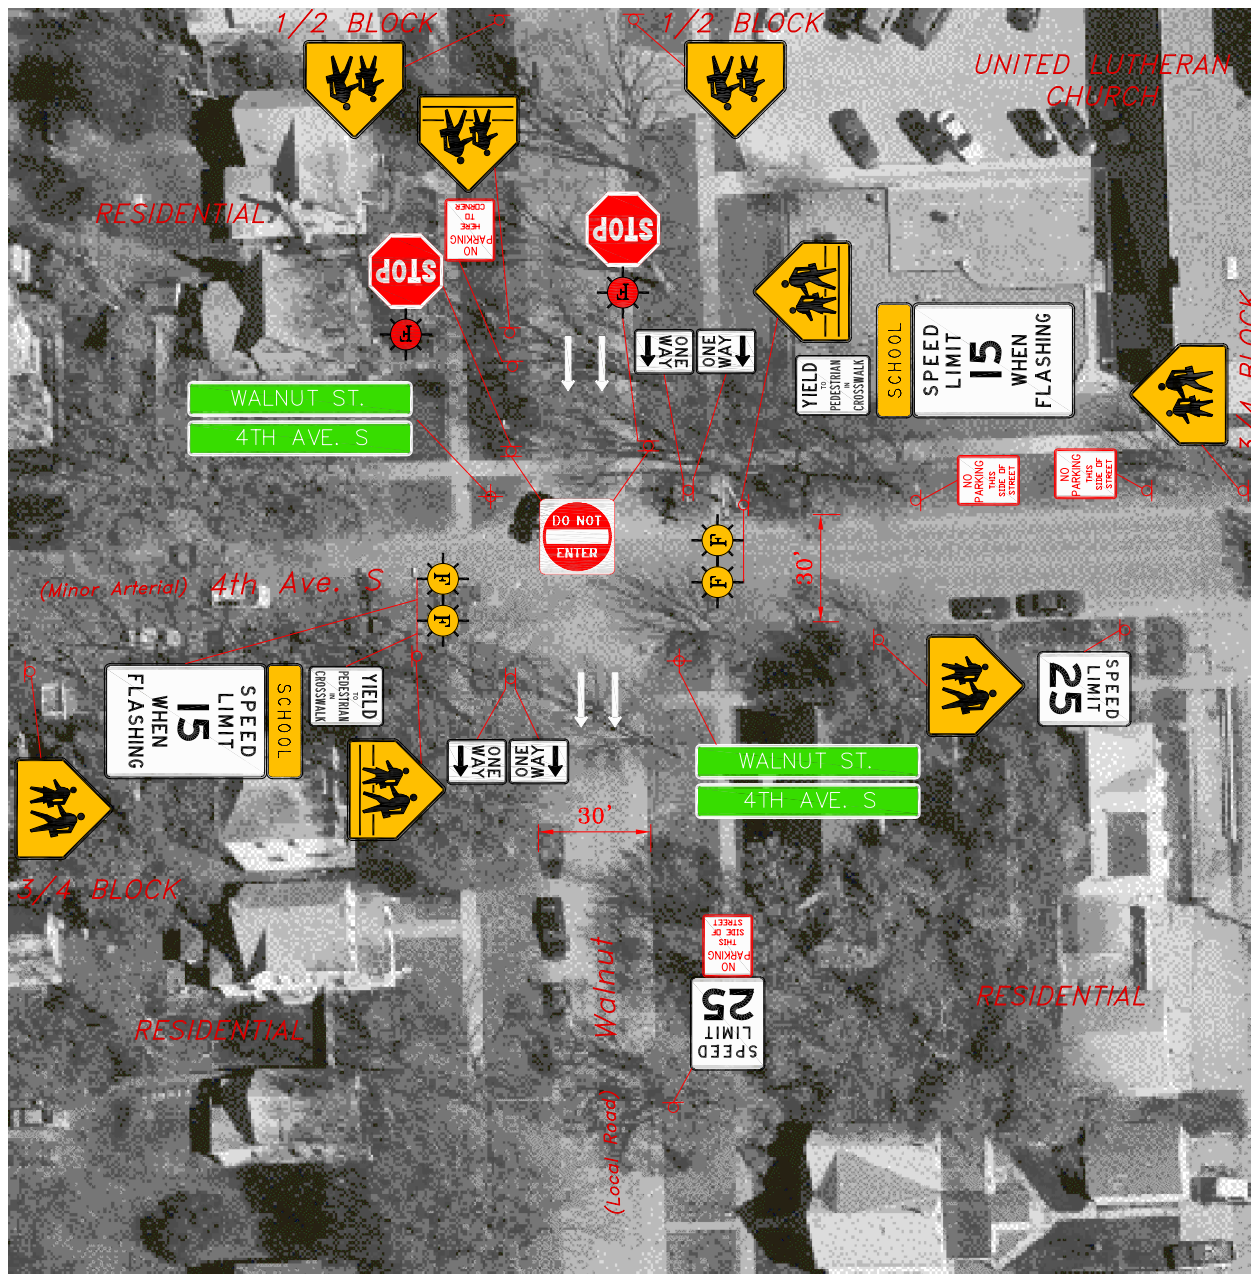 1/2 BLOCK
1/2 BLOCK
UNITED LUTHERAN
CHURCH
RESIDENTIAL
NO
PARKING
HERE
TO
CORNER
STOP
F
STOP
F
ONE
WAY
ONE
WAY
YIELD
TO
PEDESTRIAN
IN
CROSSWALK
SCHOOL
SPEED
LIMIT
15
WHEN
FLASHING
3/4 BLOCK
WALNUT ST.
4TH AVE. S
NO
PARKING
THIS
SIDE OF
STREET
NO
PARKING
THIS
SIDE OF
STREET
DO NOT
ENTER
F
F
30'
(Minor Arterial) 4th Ave. S
F
F
SPEED
LIMIT
15
WHEN
FLASHING
SCHOOL
YIELD
TO
PEDESTRIAN
IN
CROSSWALK
SPEED
LIMIT
25
ONE
WAY
ONE
WAY
WALNUT ST.
4TH AVE. S
30'
3/4 BLOCK
NO
PARKING
THIS
SIDE OF
STREET
SPEED
LIMIT
25
Walnut
(Local Road)
RESIDENTIAL
RESIDENTIAL